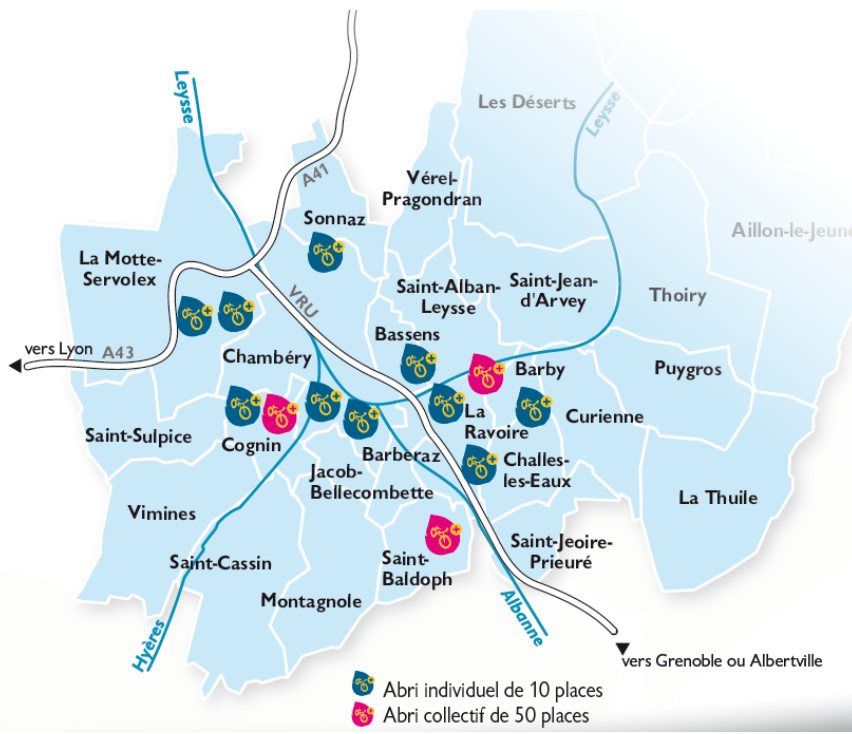 Leysse
Les Déserts
Leysse
A41
Vérel-
Pragondran
Sonnaz
Aillon-le-Jeune
La Motte-
Servolex
Saint-Alban-
Leysse
Saint-Jean-
d'Arvey
Thoiry
VRU
Bassens
vers Lyon
A43
Chambéry
Barby
Puygros
La
Ravoire
Curienne
Saint-Sulpice
Cognin
Barberaz
Challes-
les-Eaux
Jacob-
Bellecombette
La Thuile
Vimines
Saint-Jeoire-
Prieuré
Saint-Cassin
Saint-
Baldoph
Montagnole
Albanne
Hyères
vers Grenoble ou Albertville
Abri individuel de 10 places
Abri collectif de 50 places